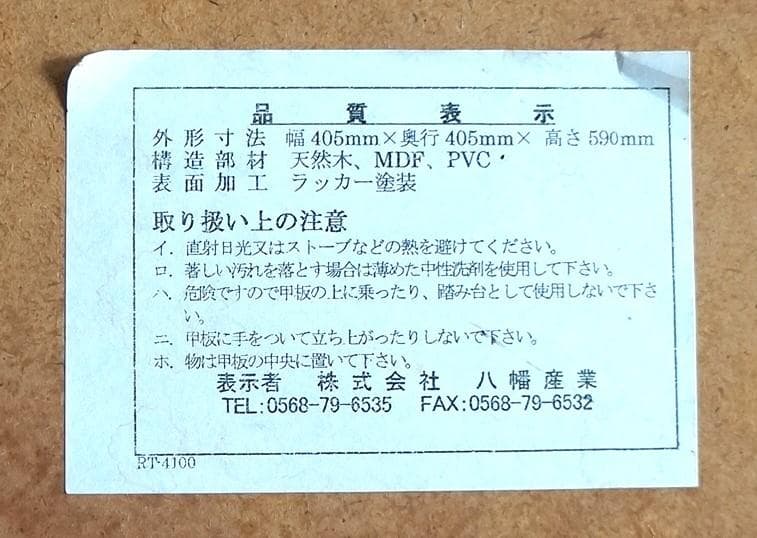 品質表示
外形寸法 幅405mm×奥行405mm× 高さ590mm
構造部材 天然木、MDF、PVC
表面加工 ラッカー塗装
取り扱い上の注意
イ. 直射日光又はストーブなどの熱を避けてください。
ロ. 著しい汚れを落とす場合は薄めた中性洗剤を使用して下さい。
ハ. 危険ですので甲板の上に乗ったり、踏み台として使用しないで下さ
い。
ニ. 甲板に手をついて立ち上がったりしないで下さい。
ホ. 物は甲板の中央に置いて下さい。
表示者 株式会社 八幡産業
TEL:0568-79-6535 FAX:0568-79-6532
RT-4100